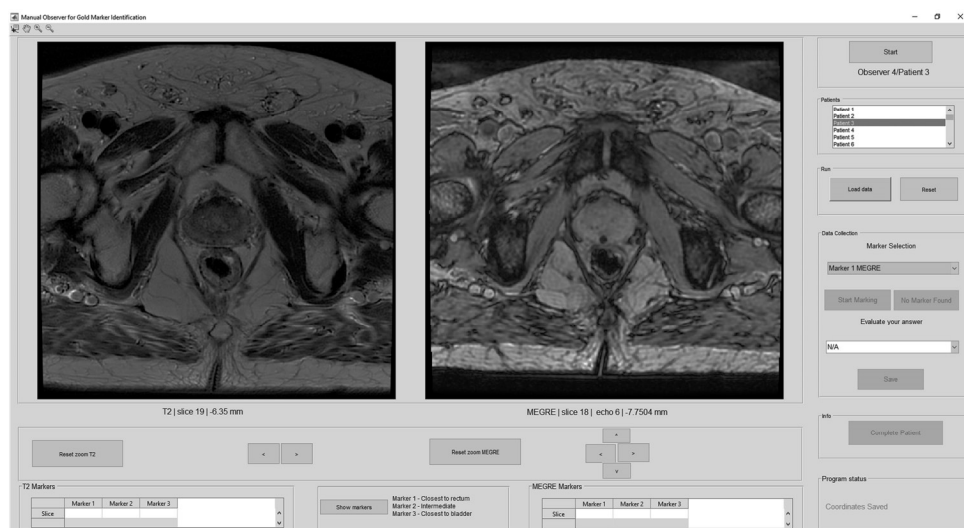 Manual Observer for Gold Marker Identification
Start
Observer 4/Patient 3
Patients
Patient 1
Patient 2
Patient 3
Patient 4
Patient 5
Patient 6
Run
Load data
Reset
Data Collection
Marker Selection
Marker 1 MEGRE
Start Marking
No Marker Found
Evaluate your answer
N/A
Save
T2 | slice 19 | -6.35 mm
MEGRE | slice 18 | echo 6 | -7.7504 mm
Info
Complete Patient
Reset zoom T2
<
>
Reset zoom MEGRE
^
<
>
v
Program status
Coordinates Saved
T2 Markers
Marker 1 Marker 2 Marker 3
Slice
Show markers
Marker 1 - Closest to rectum
Marker 2 - Intermediate
Marker 3 - Closest to bladder
MEGRE Markers
Marker 1 Marker 2 Marker 3
Slice